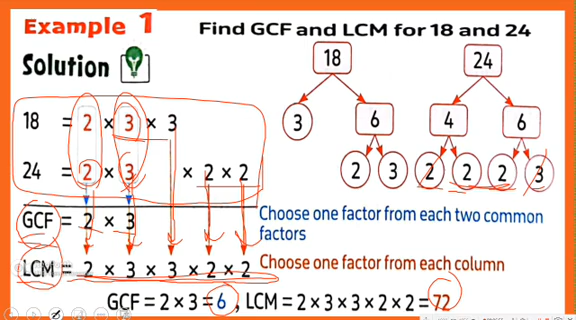 Example 1
Find GCF and LCM for 18 and 24
Solution
18
24
3
6
4
6
2
3
2
2
2
3
18 = 2 × 3 × 3
24 = 2 × 3 × 2 × 2
GCF = 2 × 3
Choose one factor from each two common
factors
LCM = 2 × 3 × 3 × 2 × 2
Choose one factor from each column
GCF = 2 × 3 = 6 , LCM = 2 × 3 × 3 × 2 × 2 = 72